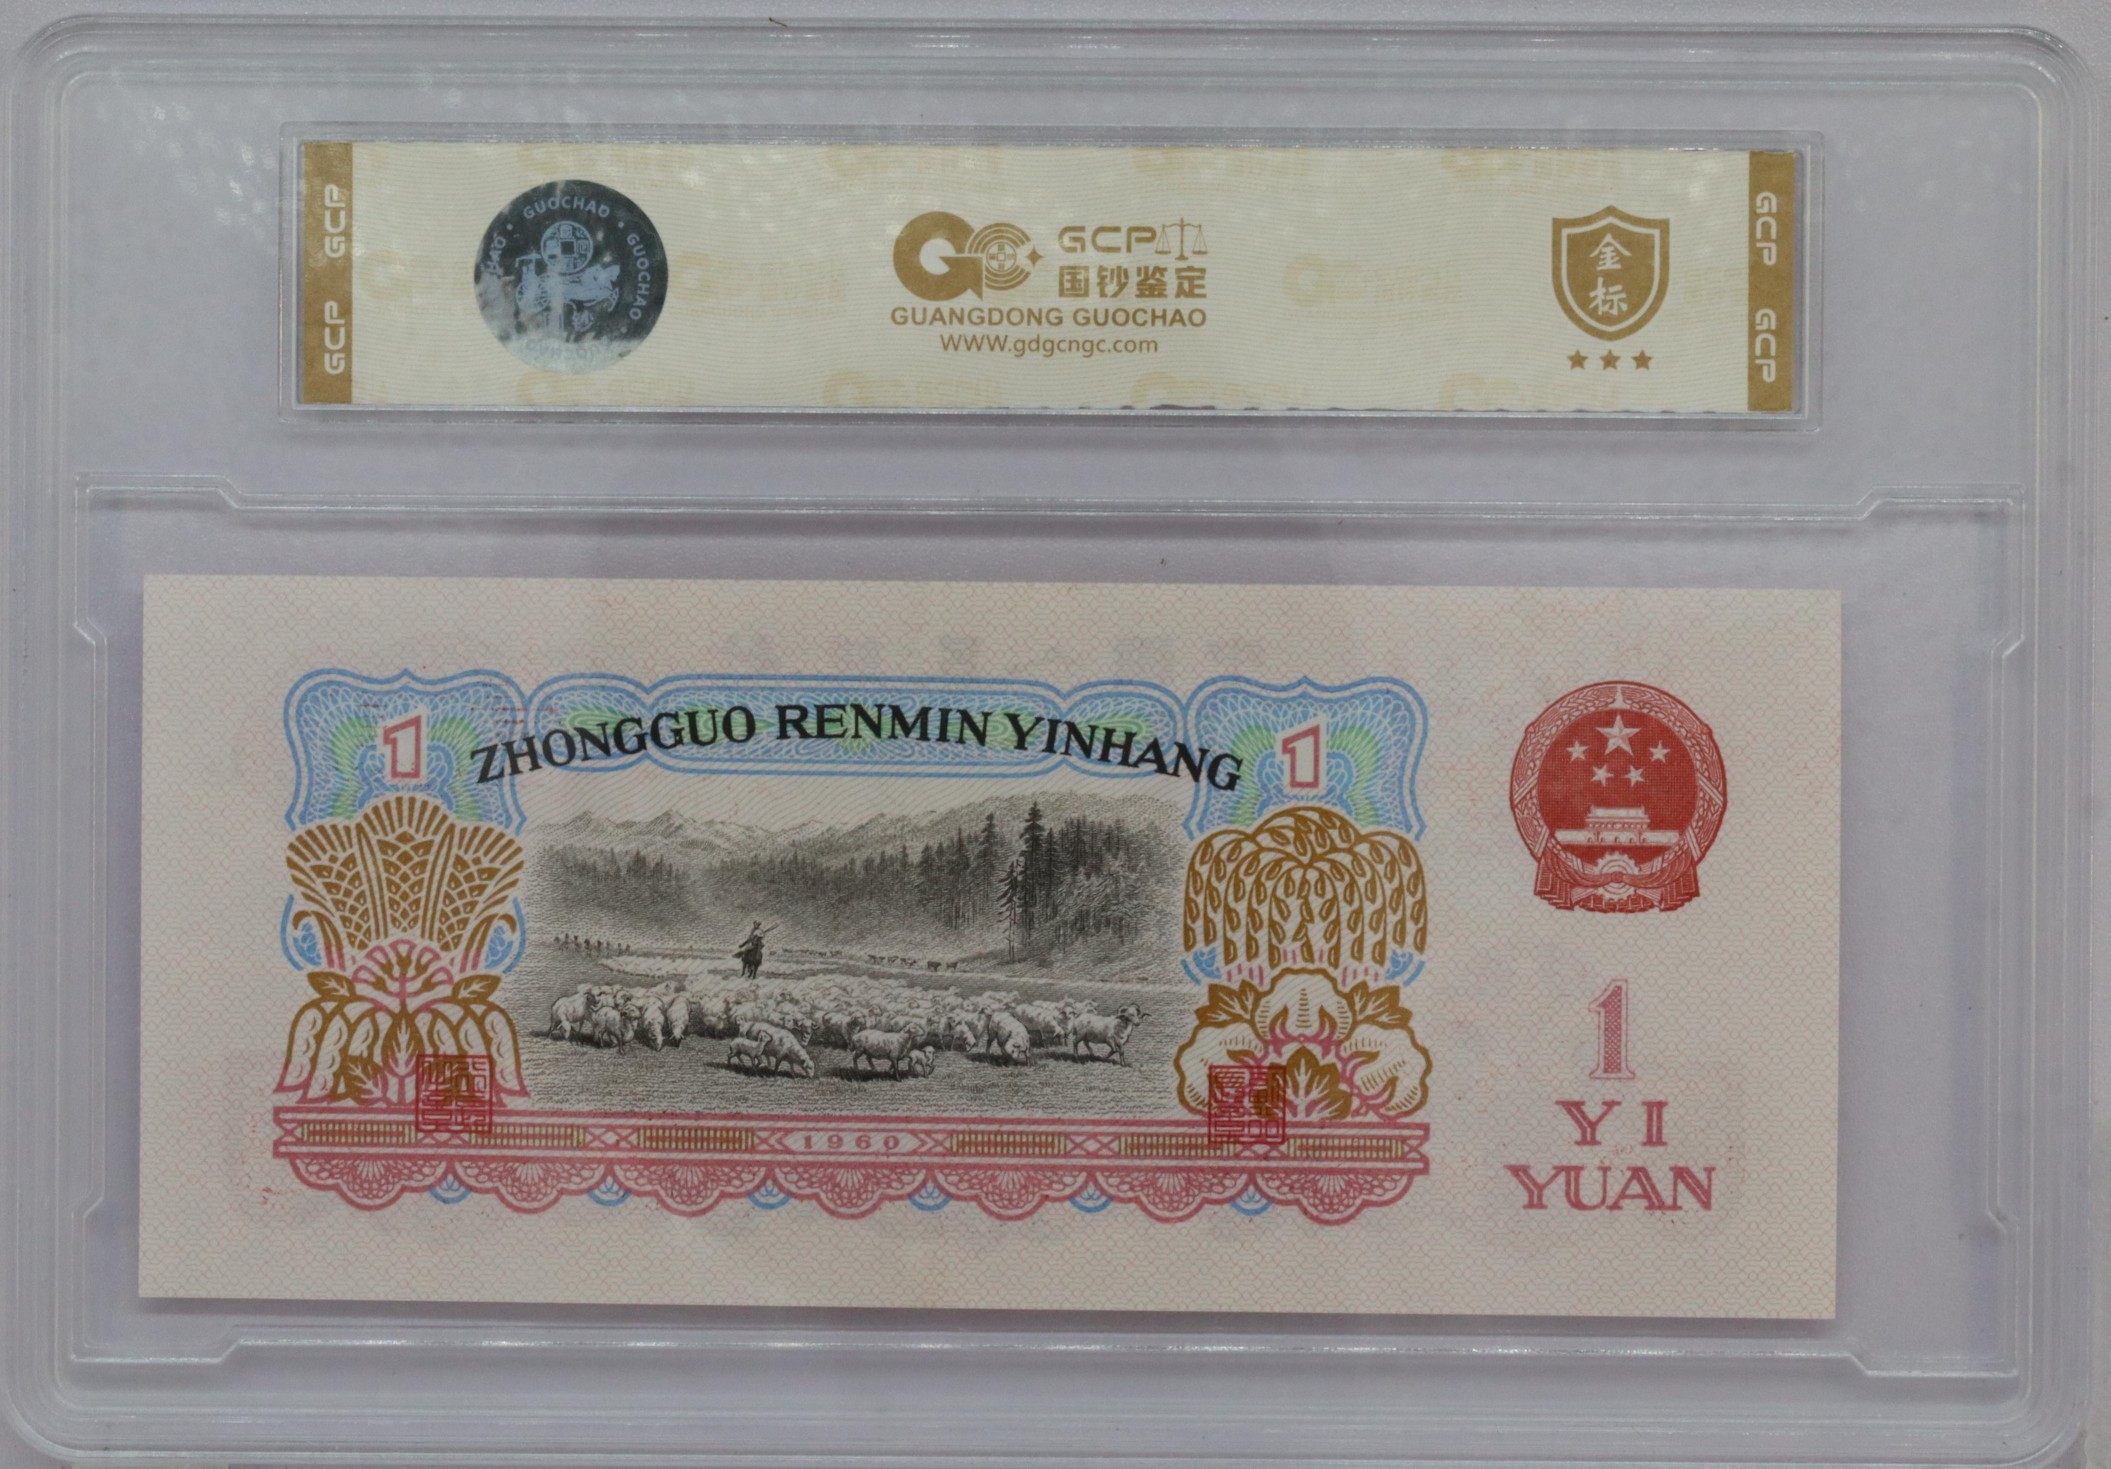 GCP GCP
GUOCHAO · GUOCHAO
GCP
国钞鉴定
GUANGDONG GUOCHAO
WWW.gdgcngc.com
金标
GCP GCP
1
ZHONGGUO RENMIN YINHANG
1
1960
1
YI
YUAN